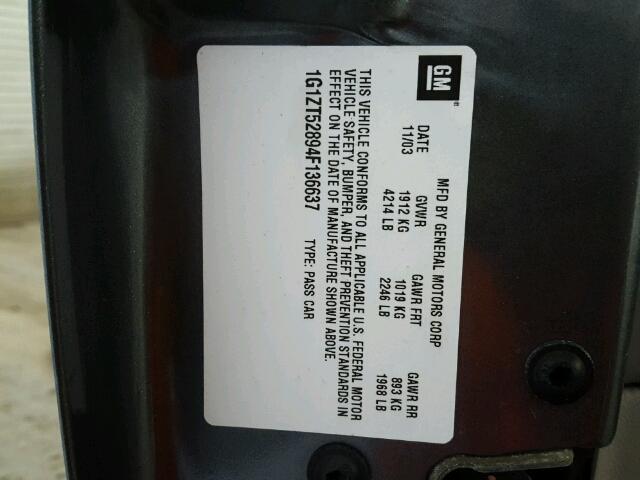 GM
MFD BY GENERAL MOTORS CORP
DATE GVWR GAWR FRT GAWR RR
11/03 1912 KG 1019 KG 893 KG
4214 LB 2246 LB 1968 LB
THIS VEHICLE CONFORMS TO ALL APPLICABLE U.S. FEDERAL MOTOR
VEHICLE SAFETY, BUMPER, AND THEFT PREVENTION STANDARDS IN
EFFECT ON THE DATE OF MANUFACTURE SHOWN ABOVE.
1G1ZT52894F136637 TYPE: PASS CAR